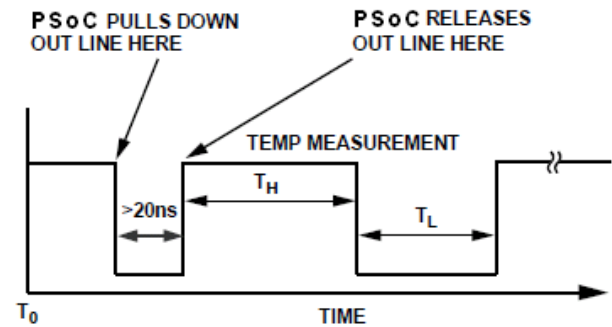 PSoC PULLS DOWN
OUT LINE HERE
PSoC RELEASES
OUT LINE HERE
TEMP MEASUREMENT
>20ns
TH
TL
T0
TIME